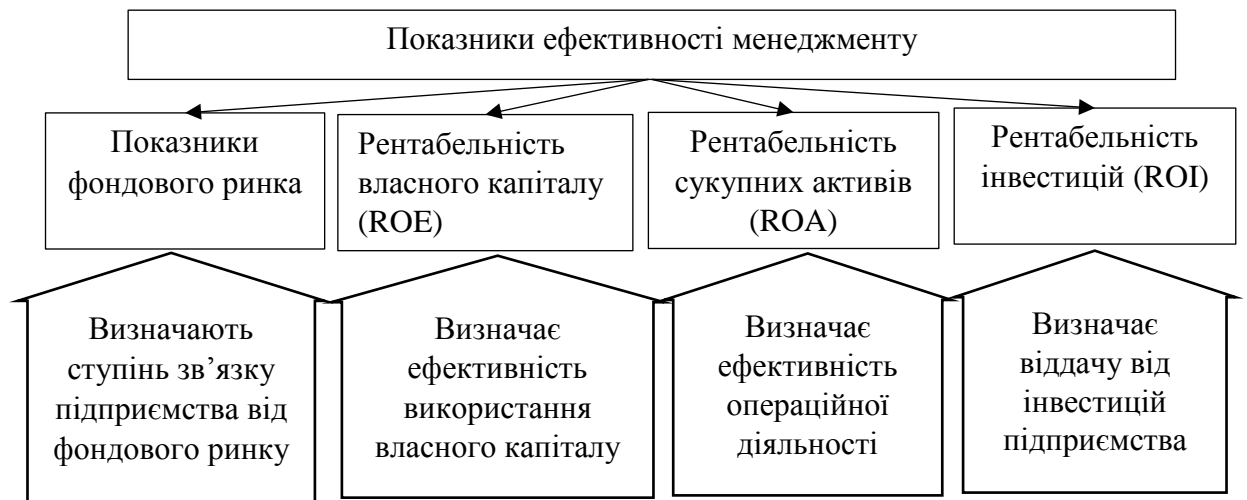 Показники ефективності менеджменту
Показники
фондового ринка
Рентабельність
власного капіталу
(ROE)
Рентабельність
сукупних активів
(ROA)
Рентабельність
інвестицій (ROI)
Визначають
ступінь зв’язку
підприємства від
фондового ринку
Визначає
ефективність
використання
власного капіталу
Визначає
ефективність
операційної
діяльності
Визначає
віддачу від
інвестицій
підприємства